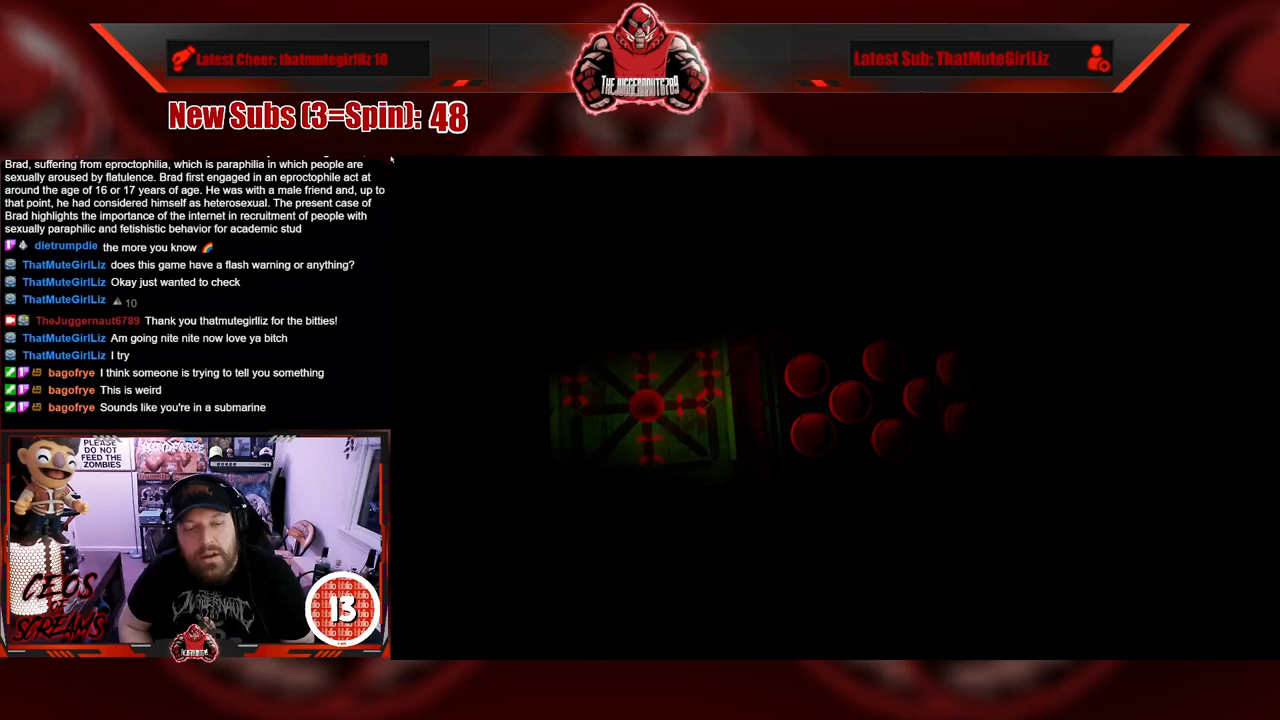 Latest Cheer: thatmutegirlliz 10
THEJUGGERNAUT6789
Latest Sub: ThatMuteGirlLiz
New Subs (3=Spin): 48
Brad, suffering from eproctophilia, which is paraphilia in which people are
sexually aroused by flatulence. Brad first engaged in an eproctophile act at
around the age of 16 or 17 years of age. He was with a male friend and, up to
that point, he had considered himself as heterosexual. The present case of
Brad highlights the importance of the internet in recruitment of people with
sexually paraphilic and fetishistic behavior for academic stud
dietrumpdie the more you know
ThatMuteGirlLiz does this game have a flash warning or anything?
ThatMuteGirlLiz Okay just wanted to check
ThatMuteGirlLiz 10
TheJuggernaut6789 Thank you thatmutegirlliz for the bitties!
ThatMuteGirlLiz Am going nite nite now love ya bitch
ThatMuteGirlLiz I try
bagofrye I think someone is trying to tell you something
bagofrye This is weird
bagofrye Sounds like you're in a submarine
PLEASE
DO NOT
FEED THE
ZOMBIES
CEOS
OF
SCREAMS
13